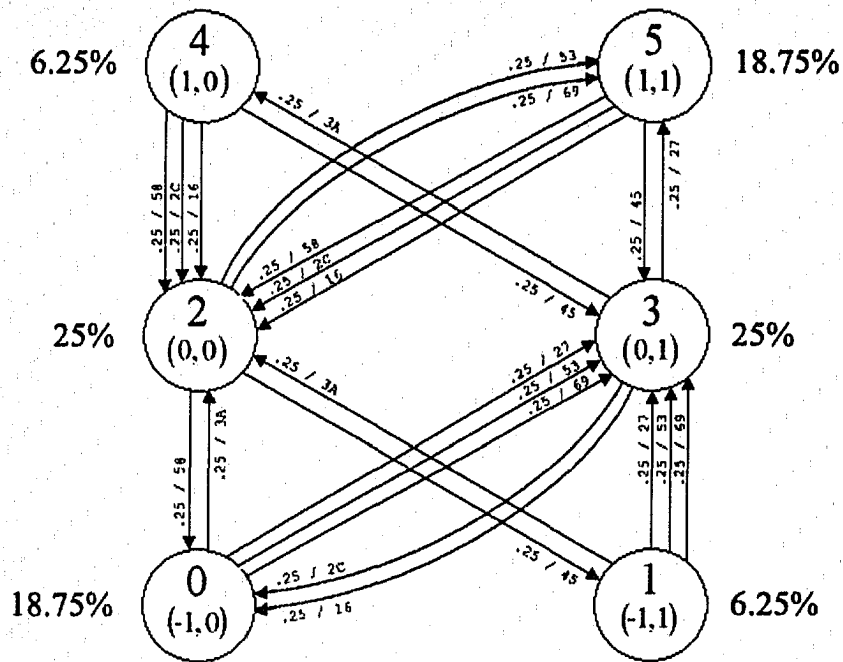 4
(1,0)
6.25%
5
(1,1)
18.75%
.25 / 53
.25 / 69
.25 / 3A
.25 / 27
.25 / 45
.25 / 58
.25 / 2C
.25 / 16
.25 / 58
.25 / 2C
.25 / 16
.25 / 45
2
(0,0)
25%
3
(0,1)
25%
.25 / 3A
.25 / 27
.25 / 53
.25 / 69
.25 / 58
.25 / 3A
.25 / 27
.25 / 53
.25 / 69
.25 / 45
.25 / 2C
.25 / 16
0
(-1,0)
18.75%
1
(-1,1)
6.25%